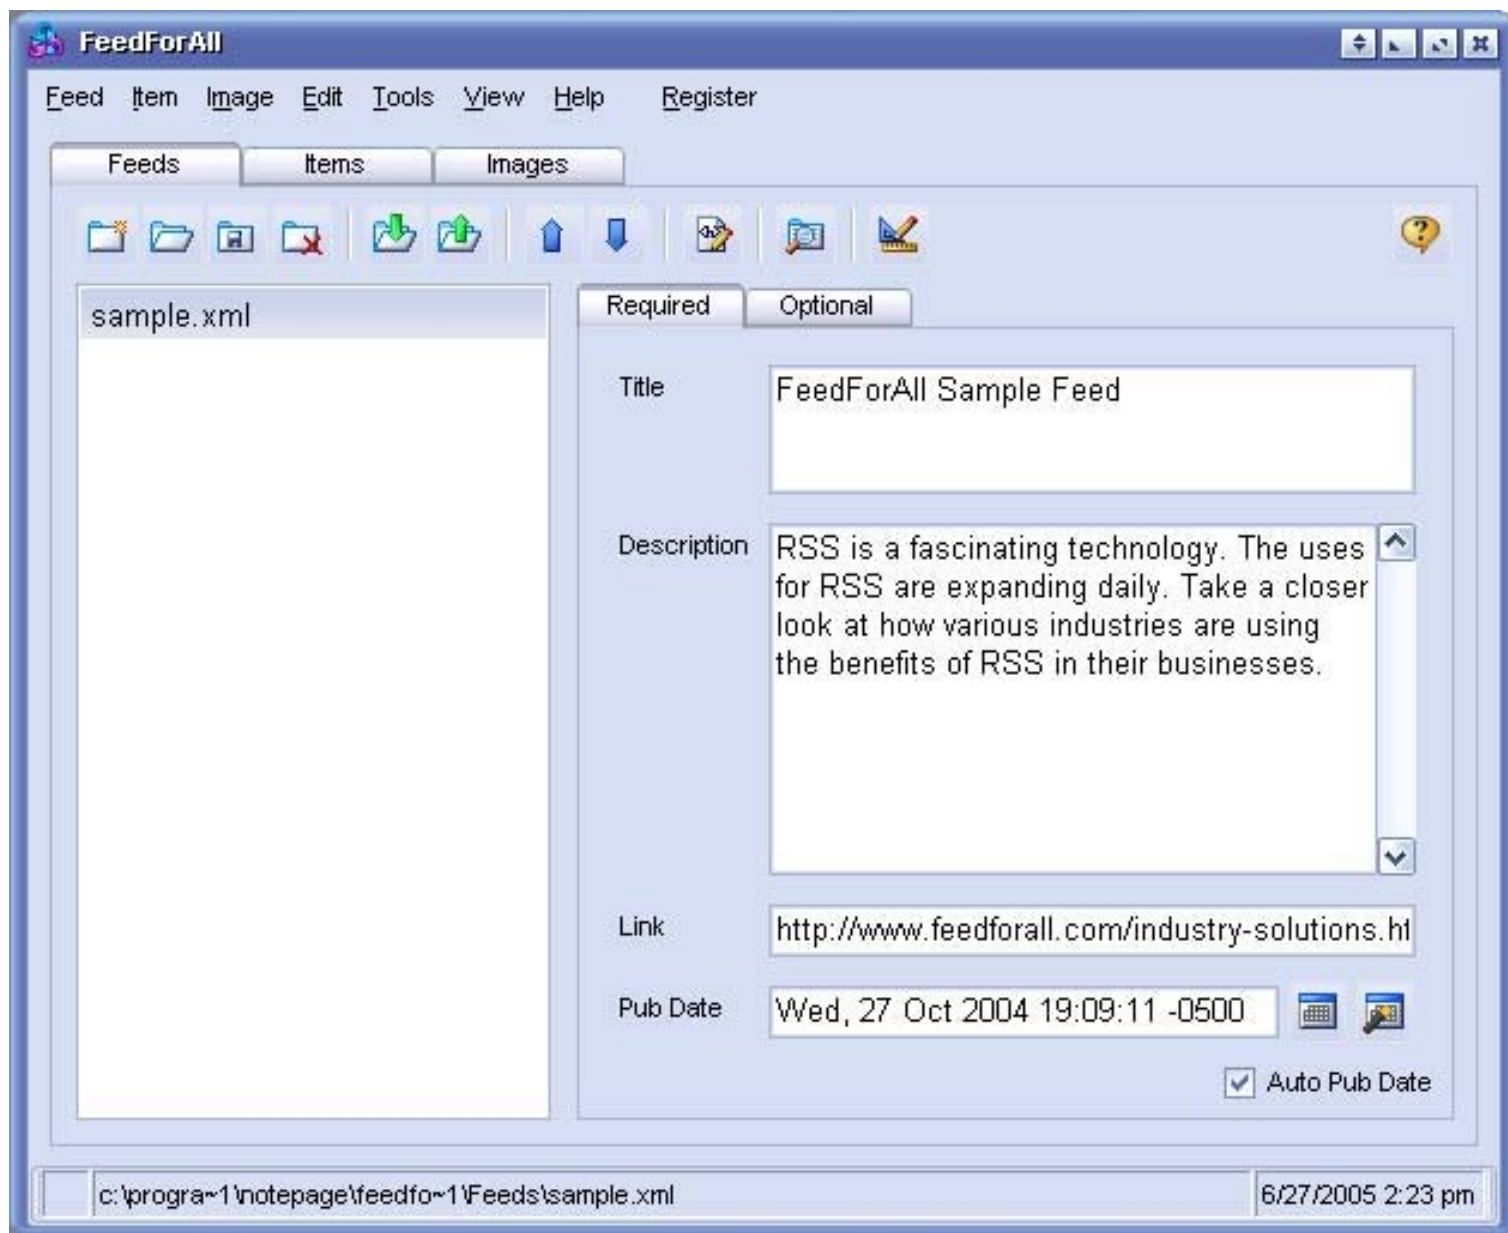 FeedForAll
Feed Item Image Edit Tools View Help Register
Feeds Items Images
sample.xml
Required Optional
Title
FeedForAll Sample Feed
Description
RSS is a fascinating technology. The uses
for RSS are expanding daily. Take a closer
look at how various industries are using
the benefits of RSS in their businesses.
Link
http://www.feedforall.com/industry-solutions.ht
Pub Date
Wed, 27 Oct 2004 19:09:11 -0500
Auto Pub Date
c:\progra~1\notepage\feedfo~1\Feeds\sample.xml
6/27/2005 2:23 pm